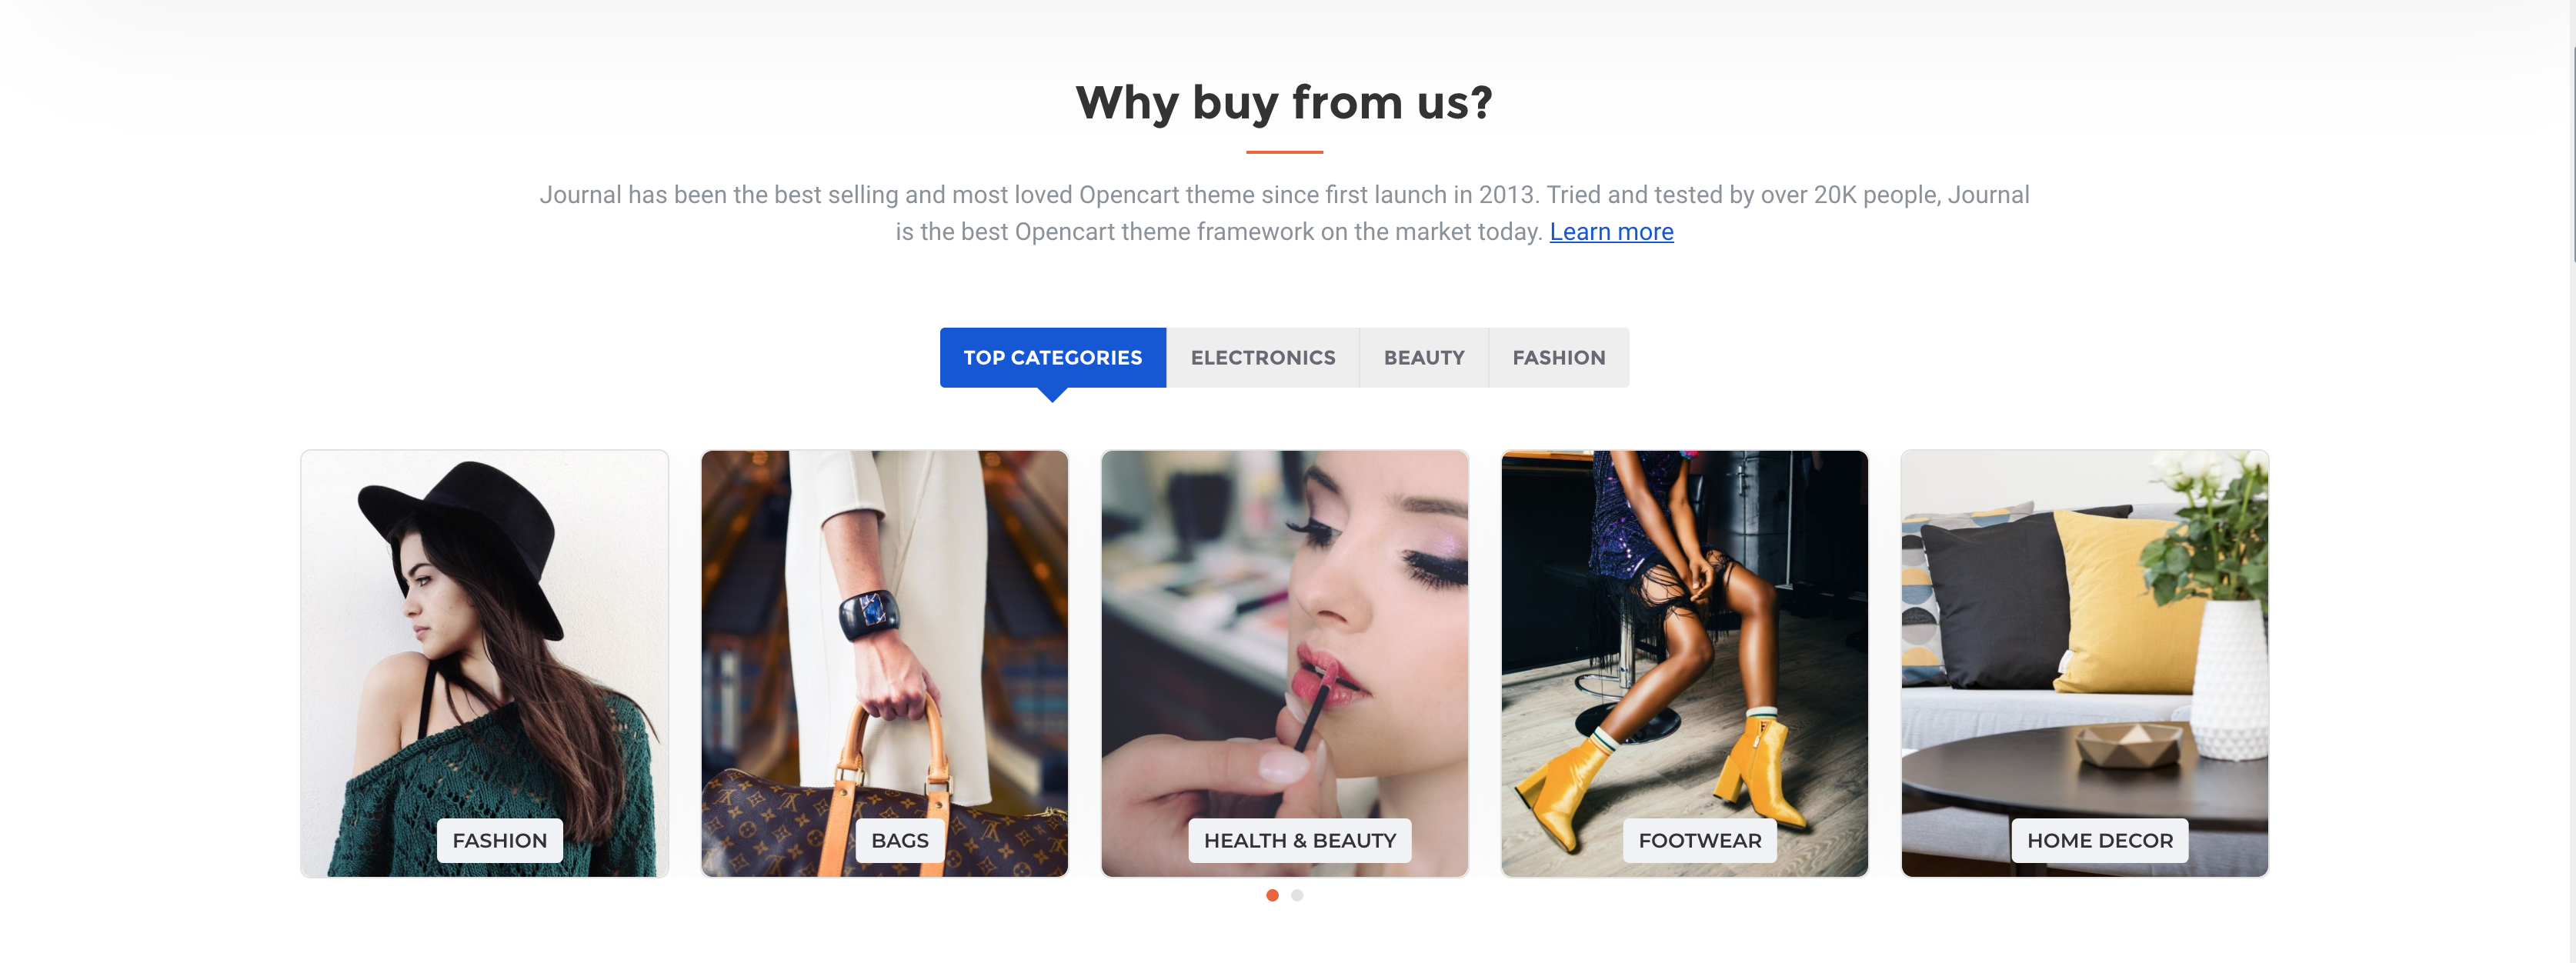 Why buy from us?
Journal has been the best selling and most loved Opencart theme since first launch in 2013. Tried and tested by over 20K people, Journal
is the best Opencart theme framework on the market today. Learn more
TOP CATEGORIES ELECTRONICS BEAUTY FASHION
FASHION BAGS HEALTH & BEAUTY FOOTWEAR HOME DECOR